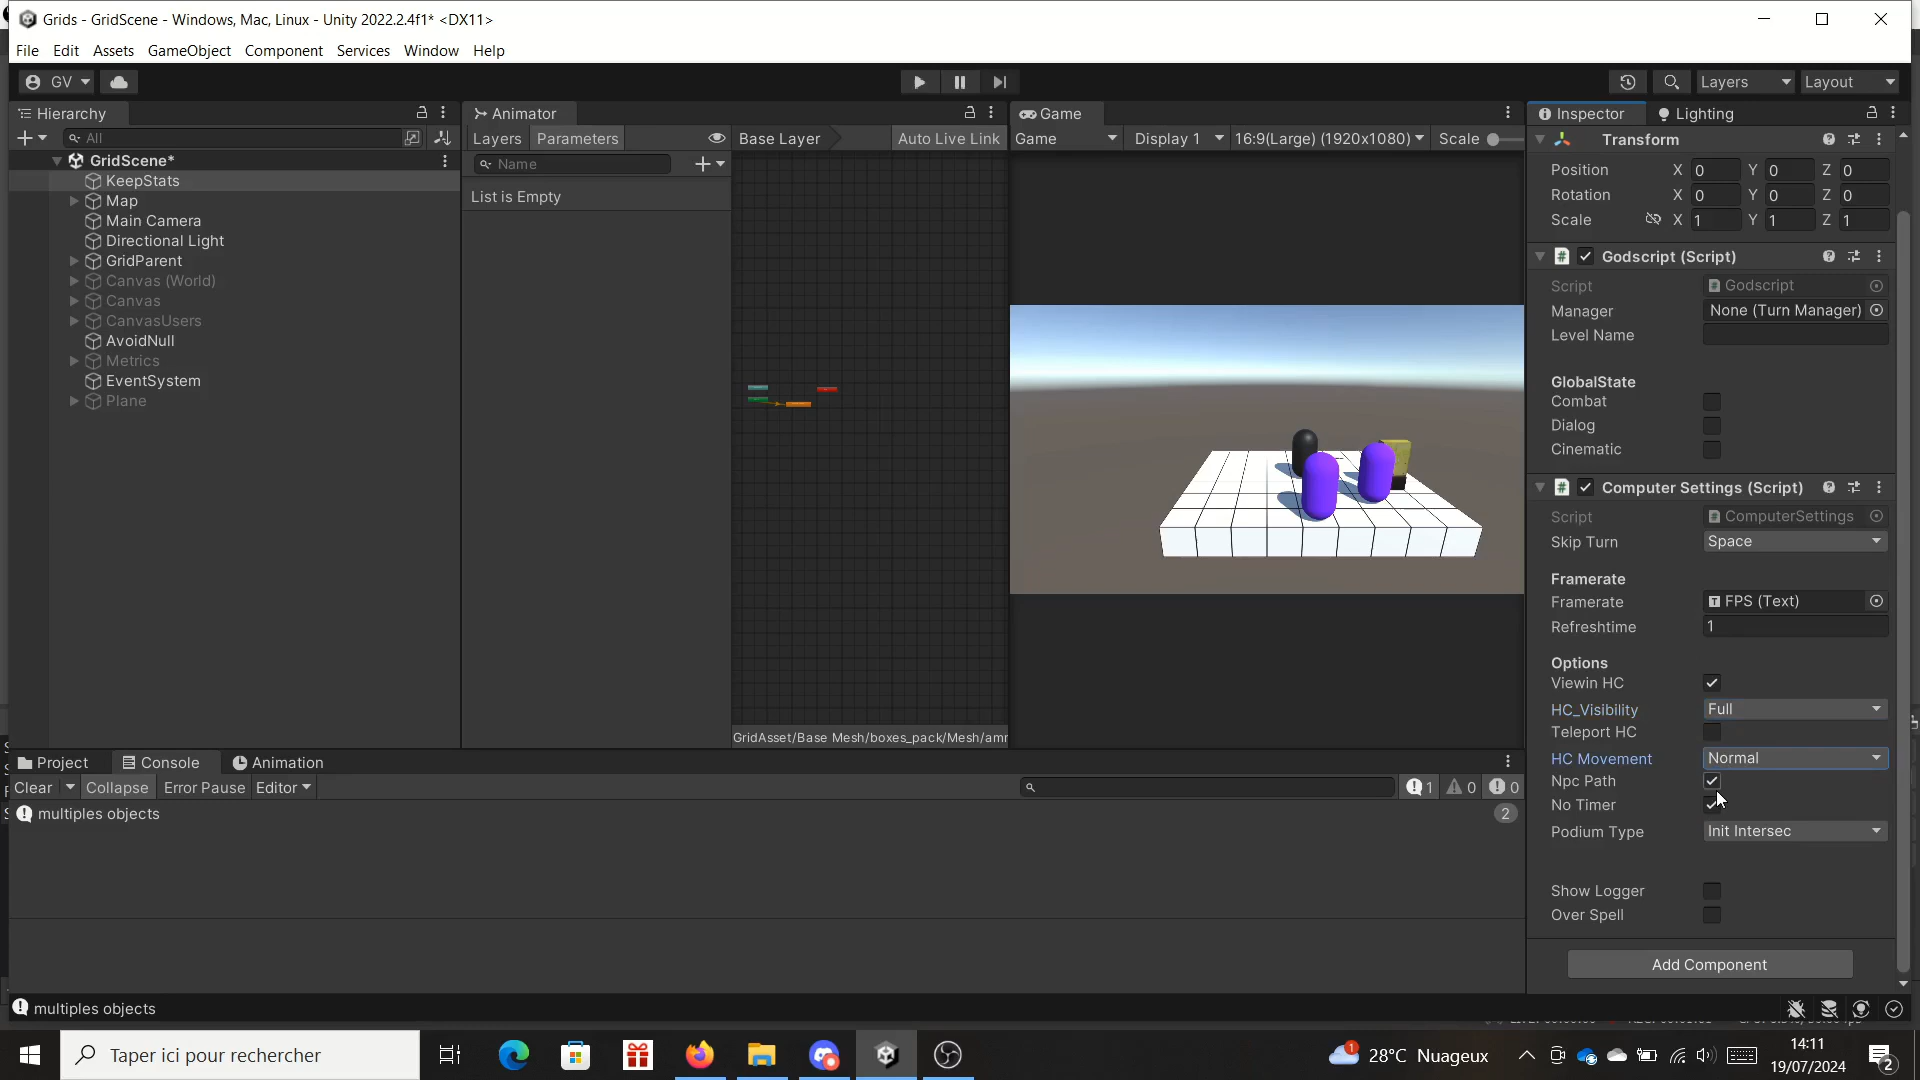 Grids - GridScene - Windows, Mac, Linux - Unity 2022.2.4f1* <DX11>
File Edit Assets GameObject Component Services Window Help
GV Layers Layout
Hierarchy
All
GridScene*
KeepStats
Map
Main Camera
Directional Light
GridParent
Canvas (World)
Canvas
CanvasUsers
AvoidNull
Metrics
EventSystem
Plane
Animator
Layers Parameters Base Layer Auto Live Link
Name
List is Empty
GridAsset/Base Mesh/boxes_pack/Mesh/amr
Game
Game Display 1 16:9(Large) (1920x1080) Scale
Inspector Lighting
Transform
Position X 0 Y 0 Z 0
Rotation X 0 Y 0 Z 0
Scale X 1 Y 1 Z 1
Godscript (Script)
Script Godscript
Manager None (Turn Manager)
Level Name
GlobalState
Combat
Dialog
Cinematic
Computer Settings (Script)
Script ComputerSettings
Skip Turn Space
Framerate
Framerate FPS (Text)
Refreshtime 1
Options
Viewin HC
HC_Visibility Full
Teleport HC
HC Movement Normal
Npc Path
No Timer
Podium Type Init Intersec
Show Logger
Over Spell
Add Component
Project Console Animation
Clear Collapse Error Pause Editor 1 0 0
multiples objects 2
multiples objects
Taper ici pour rechercher
1 28°C Nuageux
14:11
19/07/2024
2